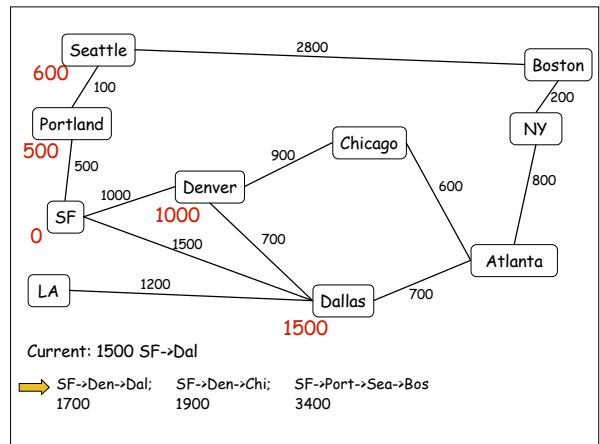 Seattle
2800
Boston
600
100
200
Portland
NY
500
Chicago
500
900
800
1000
Denver
600
SF
1000
0
1500
700
Atlanta
LA
1200
Dallas
700
1500
Current: 1500 SF->Dal
SF->Den->Dal; SF->Den->Chi; SF->Port->Sea->Bos
1700 1900 3400